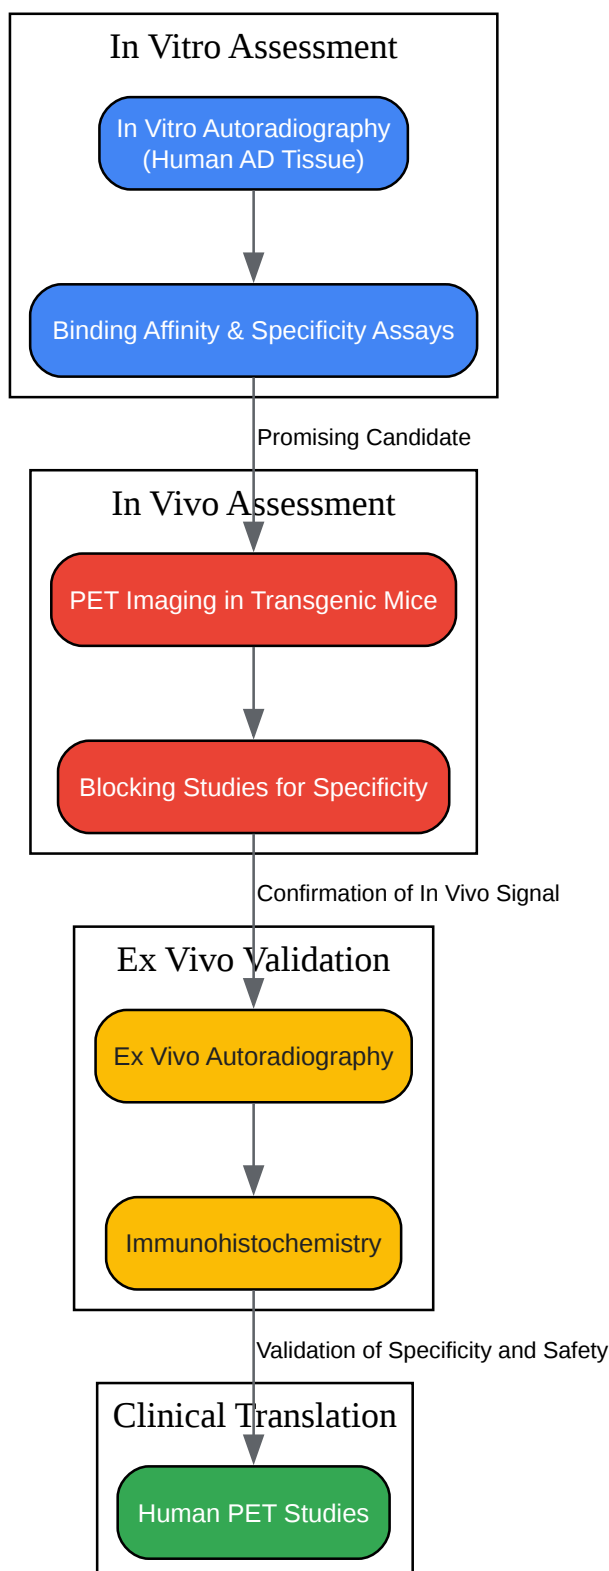 In Vitro Assessment
In Vitro Autoradiography
(Human AD Tissue)
Binding Affinity & Specificity Assays
Promising Candidate
In Vivo Assessment
PET Imaging in Transgenic Mice
Blocking Studies for Specificity
Confirmation of In Vivo Signal
Ex Vivo Validation
Ex Vivo Autoradiography
Immunohistochemistry
Validation of Specificity and Safety
Clinical Translation
Human PET Studies